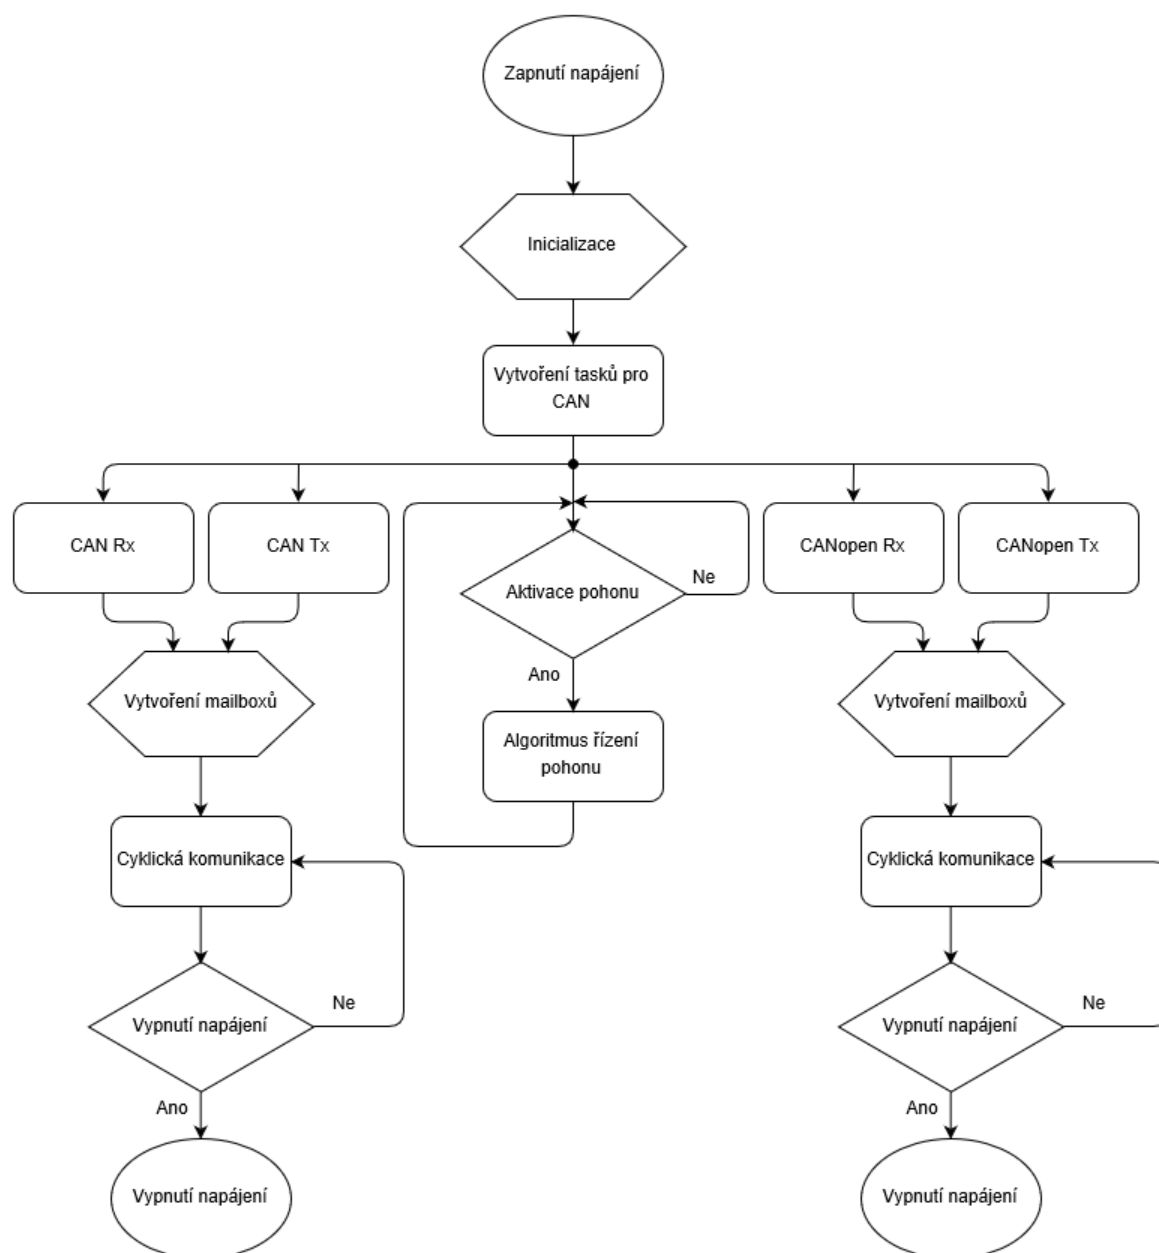 Zapnutí napájení
Inicializace
Vytvoření tasků pro
CAN
CAN Rx
CAN Tx
CANopen Rx
CANopen Tx
Aktivace pohonu
Ne
Ano
Vytvoření mailboxů
Algoritmus řízení
pohonu
Vytvoření mailboxů
Cyklická komunikace
Cyklická komunikace
Vypnutí napájení
Ne
Vypnutí napájení
Ne
Ano
Ano
Vypnutí napájení
Vypnutí napájení